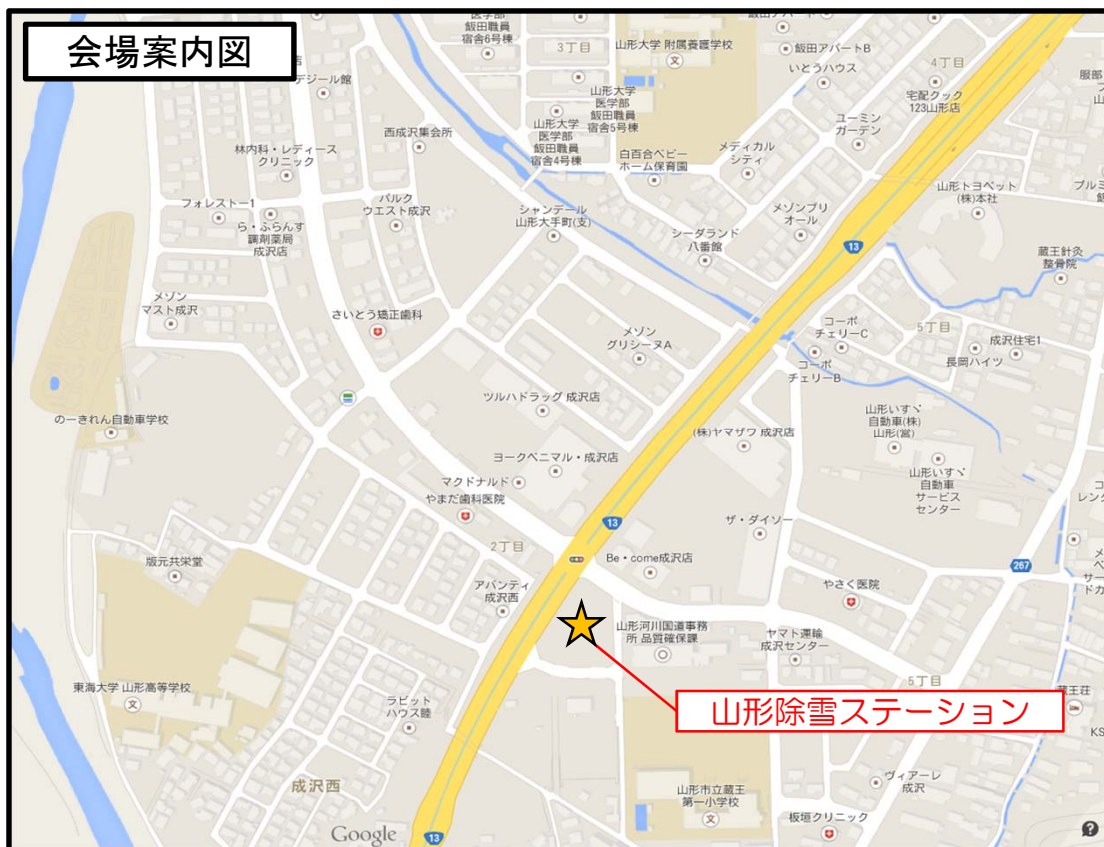 会場案内図
医学部
飯田職員
宿舎6号棟
3丁目
山形大学 附属養護学校
飯田アパートB
いとうハウス
4丁目
宅配クック
123山形店
デジール館
山形大学
医学部
飯田職員
宿舎5号棟
山形大学
医学部
飯田職員
宿舎4号棟
西成沢集会所
ユーミン
ガーデン
林内科・レディース
クリニック
白百合ベビー
ホーム保育園
メディカル
シティ
山形トヨペット
(株)本社
フォレストー1
パルク
ウエスト成沢
シャンテール
山形大手町(支)
メゾンブリ
オール
ら・ふらんす
調剤薬局
成沢店
シーダランド
八番館
13
蔵王針灸
整骨院
メゾン
マスト成沢
さいとう矯正歯科
メゾン
グリシーヌA
コーポ
チェリーC
5丁目
成沢住宅1
長岡ハイツ
コーポ
チェリーB
ツルハドラッグ 成沢店
のーきれん自動車学校
(株)ヤマザワ 成沢店
山形いすゞ
自動車(株)
山形(営)
ヨークベニマル・成沢店
マクドナルド
山形いすゞ
自動車
サービス
センター
やまだ歯科医院
13
ザ・ダイソー
2丁目
Be・come成沢店
版元共栄堂
アバンティ
成沢西
267
やさく医院
山形河川国道事務
所 品質確保課
ヤマト運輸
成沢センター
5丁目
東海大学 山形高等学校
ラビット
ハウス睦
山形除雪ステーション
蔵王荘
成沢西
山形市立蔵王
第一小学校
ヴィアーレ
成沢
板垣クリニック
Google
13